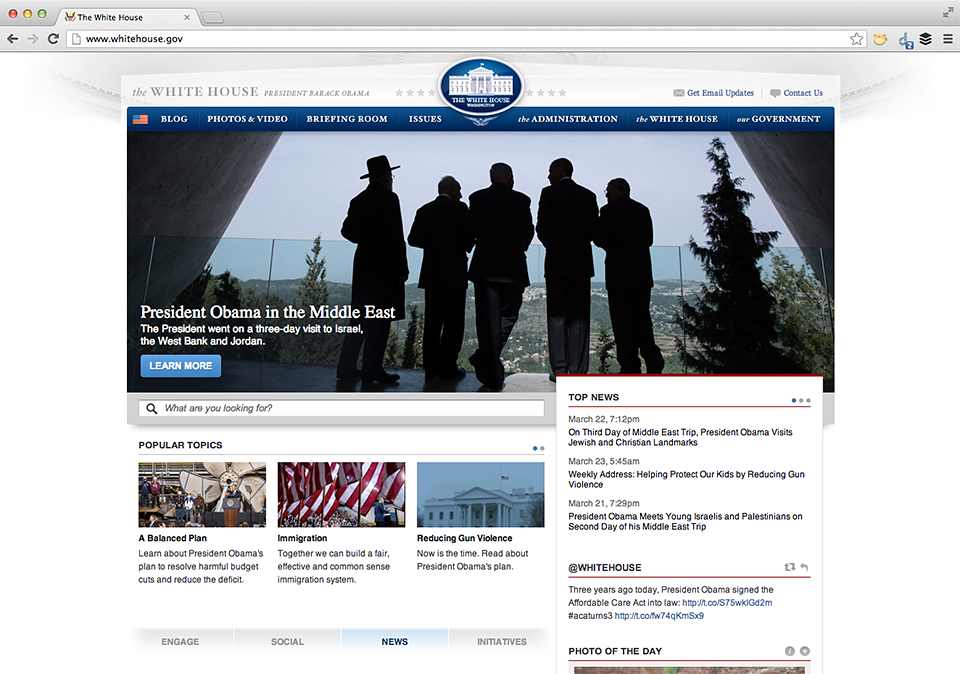 The White House
www.whitehouse.gov
2
the WHITE HOUSE PRESIDENT BARACK OBAMA
THE WHITE HOUSE
WASHINGTON
Get Email Updates
Contact Us
BLOG
PHOTOS & VIDEO
BRIEFING ROOM
ISSUES
the ADMINISTRATION
the WHITE HOUSE
our GOVERNMENT
President Obama in the Middle East
The President went on a three-day visit to Israel,
the West Bank and Jordan.
LEARN MORE
What are you looking for?
POPULAR TOPICS
A Balanced Plan
Learn about President Obama's
plan to resolve harmful budget
cuts and reduce the deficit.
Immigration
Together we can build a fair,
effective and common sense
immigration system.
Reducing Gun Violence
Now is the time. Read about
President Obama's plan.
ENGAGE
SOCIAL
NEWS
INITIATIVES
TOP NEWS
March 22, 7:12pm
On Third Day of Middle East Trip, President Obama Visits
Jewish and Christian Landmarks
March 23, 5:45am
Weekly Address: Helping Protect Our Kids by Reducing Gun
Violence
March 21, 7:29pm
President Obama Meets Young Israelis and Palestinians on
Second Day of his Middle East Trip
@WHITEHOUSE
Three years ago today, President Obama signed the
Affordable Care Act into law: http://t.co/S75wklGd2m
#acaturns3 http://t.co/fw74qKmSx9
PHOTO OF THE DAY